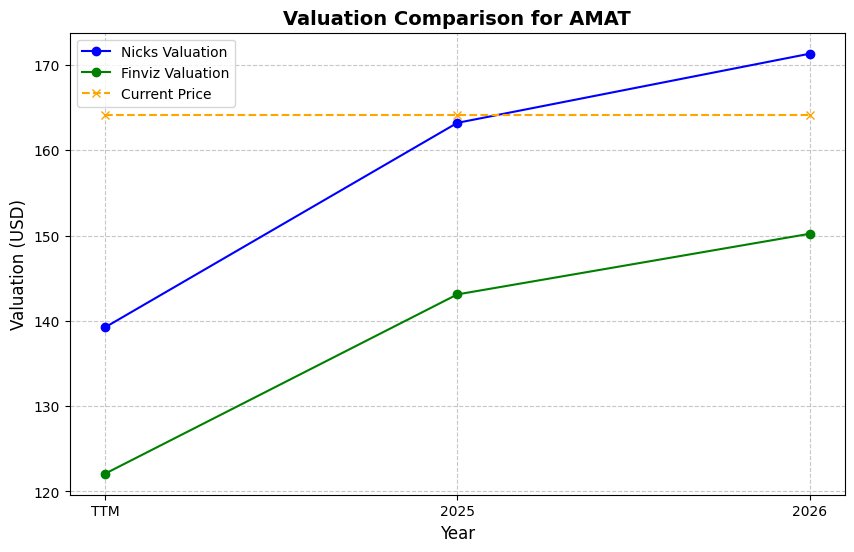 Valuation Comparison for AMAT
Nicks Valuation
Finviz Valuation
Current Price
Valuation (USD)
170
160
150
140
130
120
TTM
2025
2026
Year